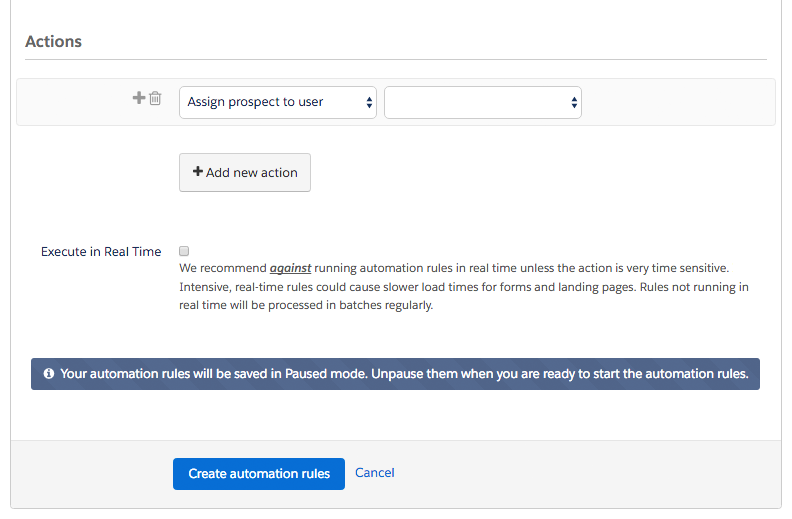 Actions
Assign prospect to user
+ Add new action
Execute in Real Time
We recommend against running automation rules in real time unless the action is very time sensitive.
Intensive, real-time rules could cause slower load times for forms and landing pages. Rules not running in
real time will be processed in batches regularly.
Your automation rules will be saved in Paused mode. Unpause them when you are ready to start the automation rules.
Create automation rules Cancel